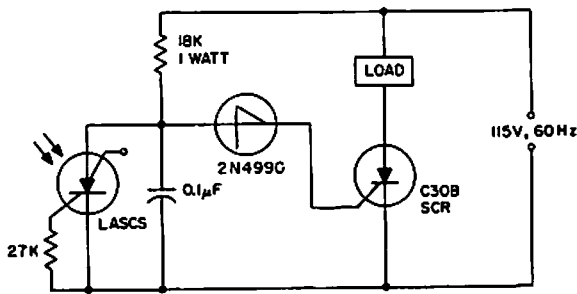 18K
1 WATT
LOAD
115V, 60Hz
2N4990
C30B
SCR
0.1μF
LASCS
27K